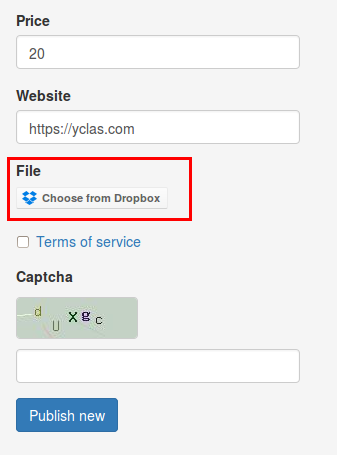 Price
20
Website
https://yclas.com
File
Choose from Dropbox
Terms of service
Captcha
d U x g c
Publish new